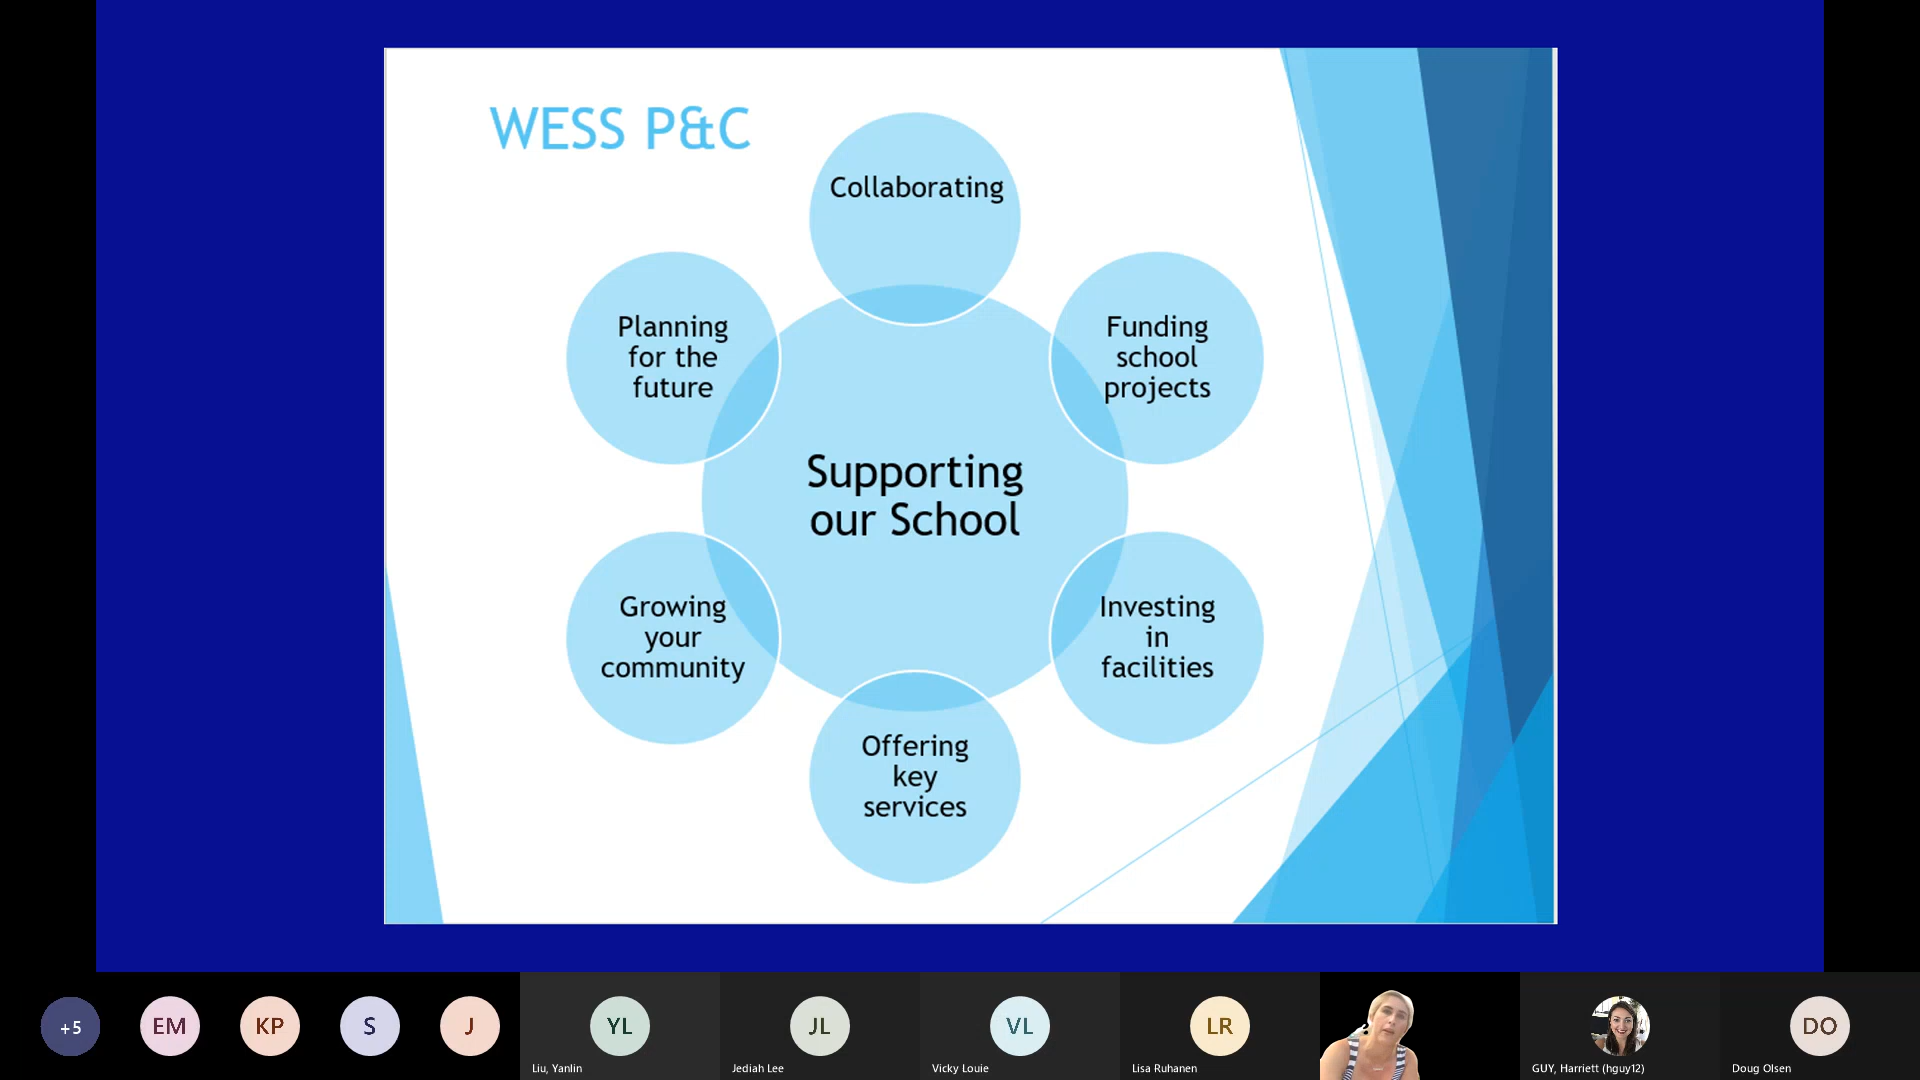 WESS P&C
Collaborating
Planning
for the
future
Funding
school
projects
Supporting
our School
Growing
your
community
Investing
in
facilities
Offering
key
services
+5
EM
KP
S
J
YL
JL
VL
LR
DO
Liu, Yanlin
Jediah Lee
Vicky Louie
Lisa Ruhanen
GUY, Harriett (hguy12)
Doug Olsen